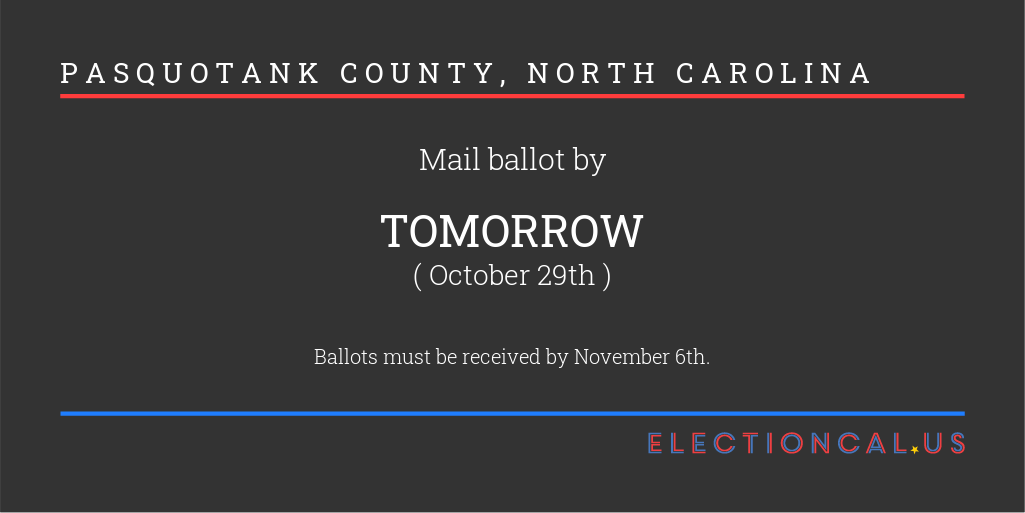 PASQUOTANK COUNTY, NORTH CAROLINA
Mail ballot by
TOMORROW
( October 29th )
Ballots must be received by November 6th.
ELECTIONCAL.US